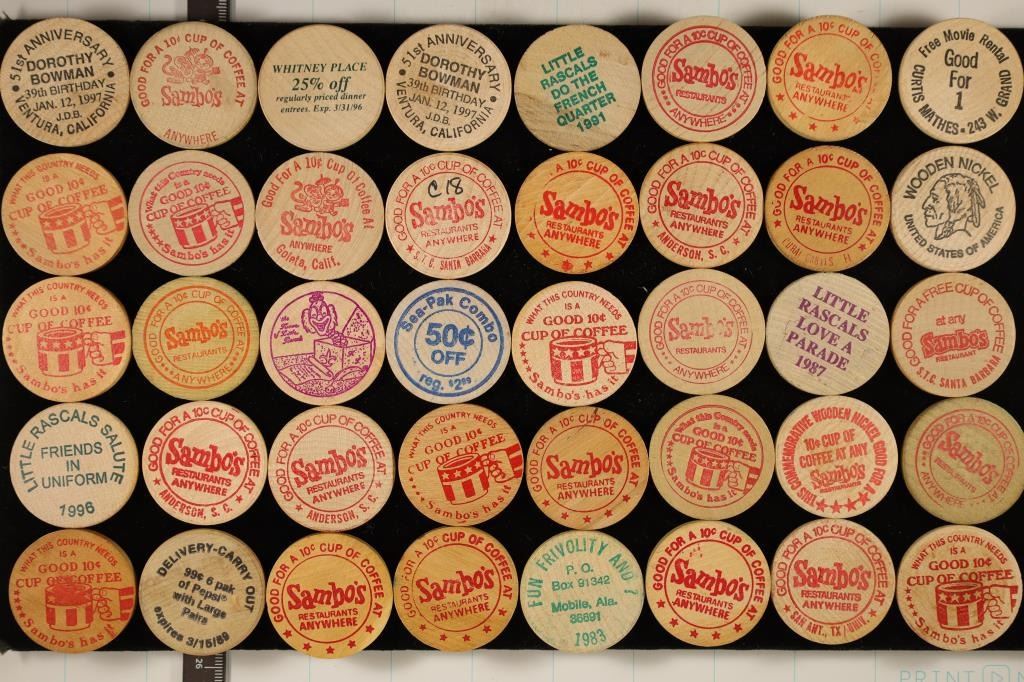 51st ANNIVERSARY
DOROTHY
BOWMAN
39th BIRTHDAY
JAN. 12, 1997
J.D.B.
VENTURA, CALIFORNIA
GOOD FOR A 10¢ CUP OF COFFEE AT
Sambo's
ANYWHERE
WHITNEY PLACE
25% off
regularly priced dinner
entrees. Exp. 3/31/96
51st ANNIVERSARY
DOROTHY
BOWMAN
39th BIRTHDAY
YES JAN. 12, 1997
J.D.B.
VENTURA, CALIFORNIA
LITTLE
RASCALS
DO THE
FRENCH
QUARTER
1991
GOOD FOR A 10¢ CUP OF COFFEE AT
Sambo's
RESTAURANTS
ANYWHERE
GOOD FOR A 10¢ CUP OF COFFEE AT
Sambo's
RESTAURANTS
ANYWHERE
Free Movie Rental
Good
For
1
CURTIS MATHES • 243 W. GRAND
WHAT THIS COUNTRY NEEDS
IS A
GOOD 10¢
CUP OF COFFEE
Sambo's has it
What this Country needs
is a
GOOD 10¢
CUP OF COFFEE
Sambo's has it
Good For A 10¢ Cup Of Coffee At
Sambo's
ANYWHERE
Goleta, Calif.
GOOD FOR A 10¢ CUP OF COFFEE AT
C18
Sambo's
RESTAURANTS
ANYWHERE
S.T.C. SANTA BARBARA
A 10¢ CUP OF COFFEE AT
Sambo's
RESTAURANTS
ANYWHERE
GOOD FOR A 10¢ CUP OF COFFEE AT
Sambo's
RESTAURANTS
ANYWHERE
ANDERSON, S. C.
GOOD FOR A 10¢ CUP OF COFFEE AT
Sambo's
RESTAURANTS
ANYWHERE
WOODEN NICKEL
UNITED STATES OF AMERICA
WHAT THIS COUNTRY NEEDS
IS A
GOOD 10¢
CUP OF COFFEE
Sambo's has it
GOOD FOR A 10¢ CUP OF COFFEE AT
Sambo's
RESTAURANTS
ANYWHERE
the
Sea-Pak Combo
50¢
OFF
reg. $2.99
WHAT THIS COUNTRY NEEDS
IS A
GOOD 10¢
CUP OF COFFEE
Sambo's has it
GOOD FOR A 10¢ CUP OF COFFEE AT
Sambo's
RESTAURANTS
ANYWHERE
LITTLE
RASCALS
LOVE A
PARADE
1987
GOOD FOR A FREE CUP OF COFFEE
at any
Sambo's
RESTAURANT
S.T.C. SANTA BARBARA
LITTLE RASCALS SALUTE
FRIENDS
IN
UNIFORM
1996
GOOD FOR A 10¢ CUP OF COFFEE AT
Sambo's
RESTAURANTS
ANYWHERE
ANDERSON, S. C.
GOOD FOR A 10¢ CUP OF COFFEE AT
Sambo's
RESTAURANTS
ANYWHERE
ANDERSON, S. C.
WHAT THIS COUNTRY NEEDS
IS A
GOOD 10¢
CUP OF COFFEE
Sambo's has it
GOOD FOR A 10¢ CUP OF COFFEE AT
Sambo's
RESTAURANTS
ANYWHERE
What this Country needs
is a
GOOD 10¢
CUP OF COFFEE
Sambo's has it
THIS COMMEMORATIVE WOODEN NICKEL GOOD FOR A
10¢ CUP OF
COFFEE AT ANY
Sambo's
RESTAURANTS
GOOD FOR A 10¢ CUP OF COFFEE AT
Sambo's
RESTAURANTS
ANYWHERE
WHAT THIS COUNTRY NEEDS
IS A
GOOD 10¢
CUP OF COFFEE
Sambo's has it
DELIVERY-CARRY OUT
99¢ 6 pak
of Pepsi®
with Large
expires 3/15/89
GOOD FOR A 10¢ CUP OF COFFEE AT
Sambo's
RESTAURANTS
ANYWHERE
GOOD FOR A 10¢ CUP OF COFFEE AT
Sambo's
RESTAURANTS
ANYWHERE
FUN FRIVOLITY AND ?
P. O.
Box 91342
Mobile, Ala.
36691
1983
GOOD FOR A 10¢ CUP OF COFFEE AT
Sambo's
RESTAURANTS
ANYWHERE
GOOD FOR A 10¢ CUP OF COFFEE AT
Sambo's
RESTAURANTS
ANYWHERE
SAN ANT., TX
WHAT THIS COUNTRY NEEDS
IS A
GOOD 10¢
CUP OF COFFEE
Sambo's has it
26
PRINT